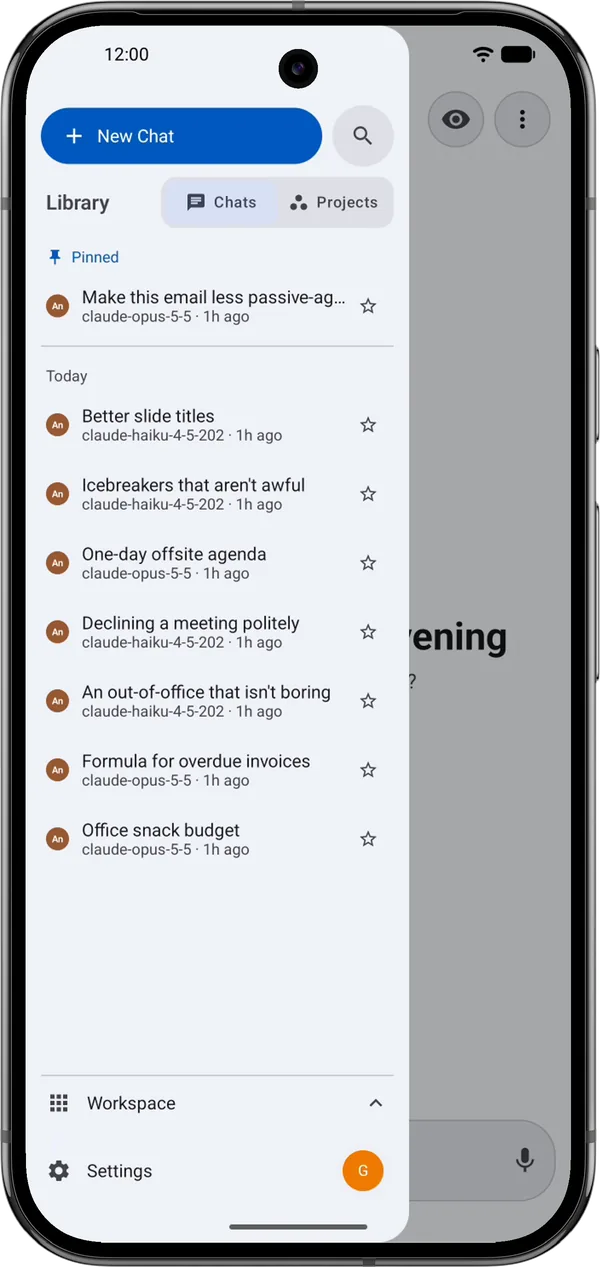 12:00
New Chat
Library
Chats
Projects
Pinned
An
Make this email less passive-ag...
claude-opus-5-5 · 1h ago
Today
An
Better slide titles
claude-haiku-4-5-202 · 1h ago
An
Icebreakers that aren't awful
claude-haiku-4-5-202 · 1h ago
An
One-day offsite agenda
claude-opus-5-5 · 1h ago
An
Declining a meeting politely
claude-haiku-4-5-202 · 1h ago
vening
?
An
An out-of-office that isn't boring
claude-haiku-4-5-202 · 1h ago
An
Formula for overdue invoices
claude-opus-5-5 · 1h ago
An
Office snack budget
claude-opus-5-5 · 1h ago
Workspace
Settings
G